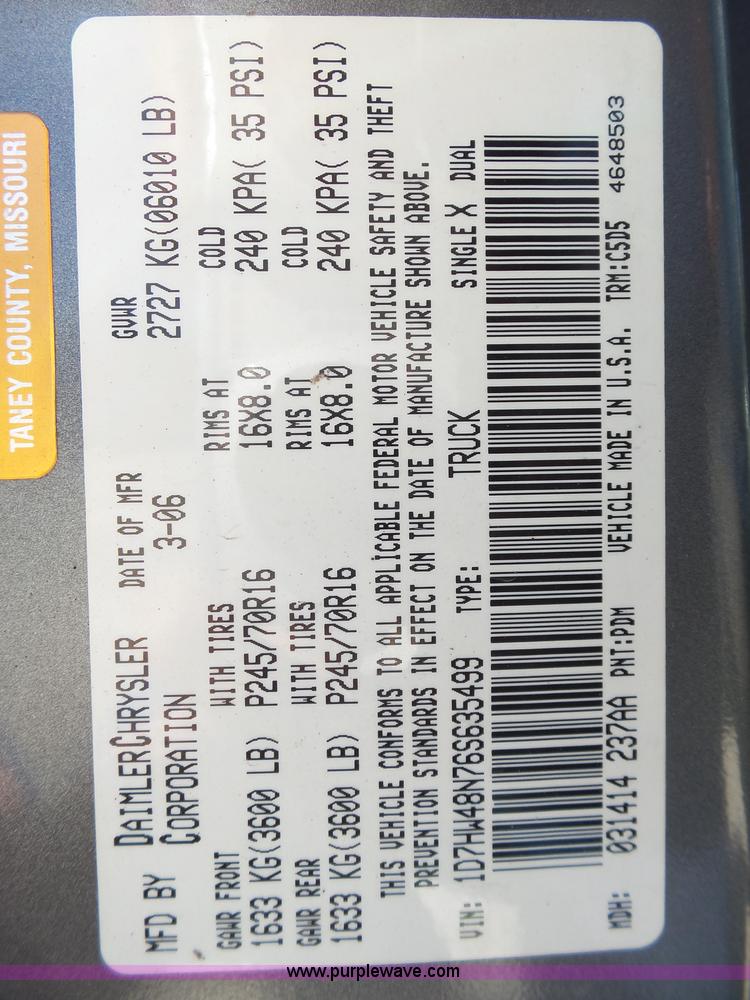 TANEY COUNTY, MISSOURI
MFD BY DAIMLERCHRYSLER CORPORATION
DATE OF MFR 3-06
GVWR 2727 KG(06010 LB)
GAWR FRONT WITH TIRES RIMS AT COLD
1633 KG(3600 LB) P245/70R16 16X8.0 240 KPA( 35 PSI)
GAWR REAR WITH TIRES RIMS AT COLD
1633 KG(3600 LB) P245/70R16 16X8.0 240 KPA( 35 PSI)
THIS VEHICLE CONFORMS TO ALL APPLICABLE FEDERAL MOTOR VEHICLE SAFETY AND THEFT
PREVENTION STANDARDS IN EFFECT ON THE DATE OF MANUFACTURE SHOWN ABOVE.
VIN: 1D7HW48N76S635499 TYPE: TRUCK SINGLE X DUAL
MDH: 031414 237AA PNT:PDM VEHICLE MADE IN U.S.A. TRM:C5D5 4648503
www.purplewave.com